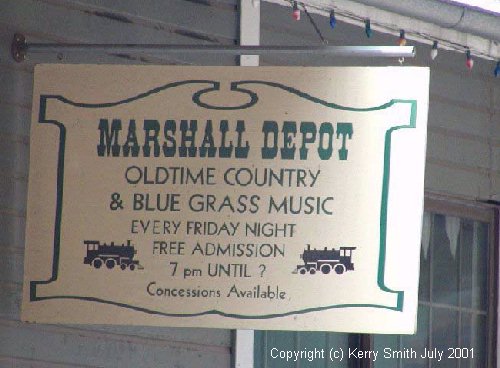 MARSHALL DEPOT
OLDTIME COUNTRY
& BLUE GRASS MUSIC
EVERY FRIDAY NIGHT
FREE ADMISSION
7 pm UNTIL ?
Concessions Available
Copyright (c) Kerry Smith July 2001